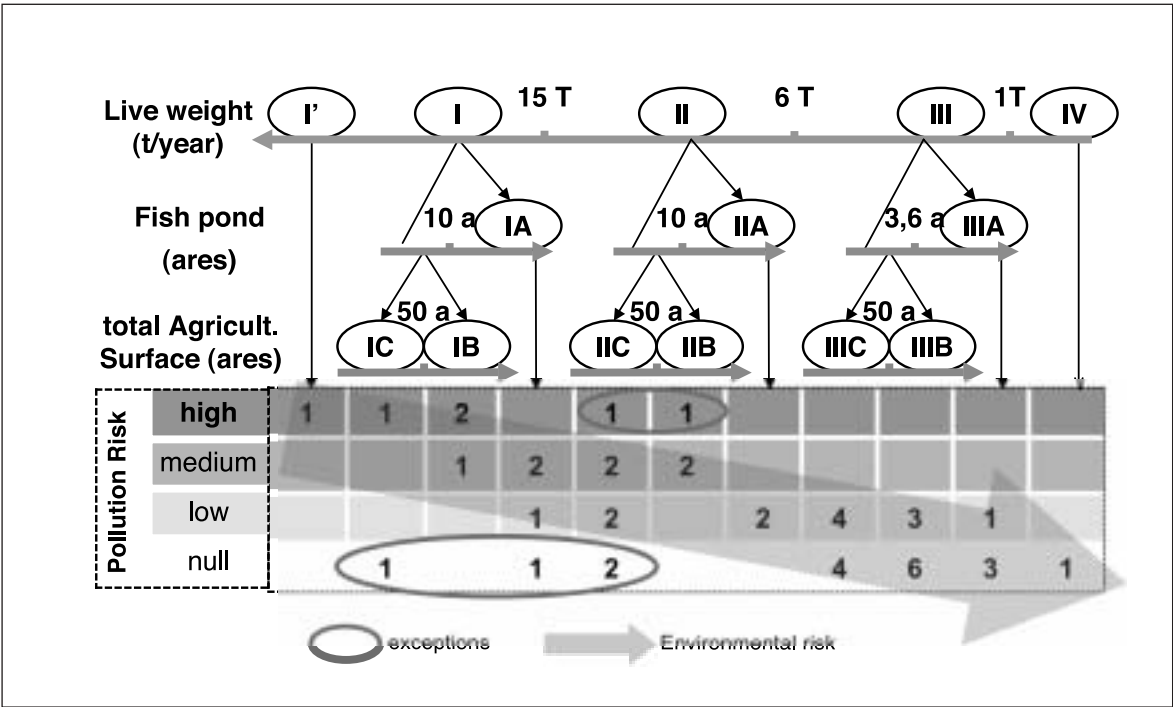 Live weight
(t/year)
I’ I 15 T II 6 T III 1T IV
Fish pond
(ares)
10 a IA 10 a IIA 3,6 a IIIA
total Agricult.
Surface (ares)
50 a 50 a 50 a
IC IB IIC IIB IIIC IIIB
Pollution Risk
high 1 1 2 1 1
medium 1 2 2 2
low 1 2 2 4 3 1
null 1 1 2 4 6 3 1
exceptions Environmental risk